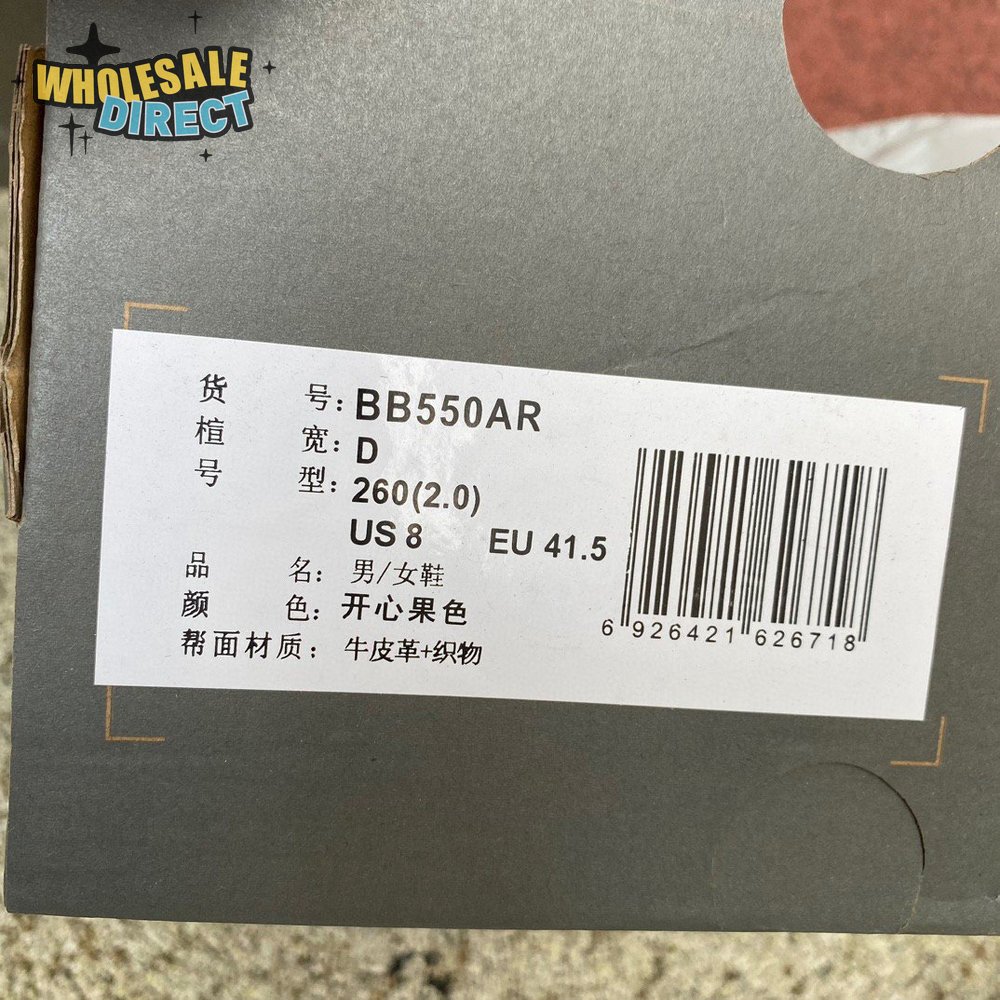 WHOLESALE
DIRECT
货 号: BB550AR
楦 宽: D
号 型: 260(2.0)
US 8 EU 41.5
品 名: 男/女鞋
颜 色: 开心果色
帮面材质: 牛皮革+织物
6 926421 626718